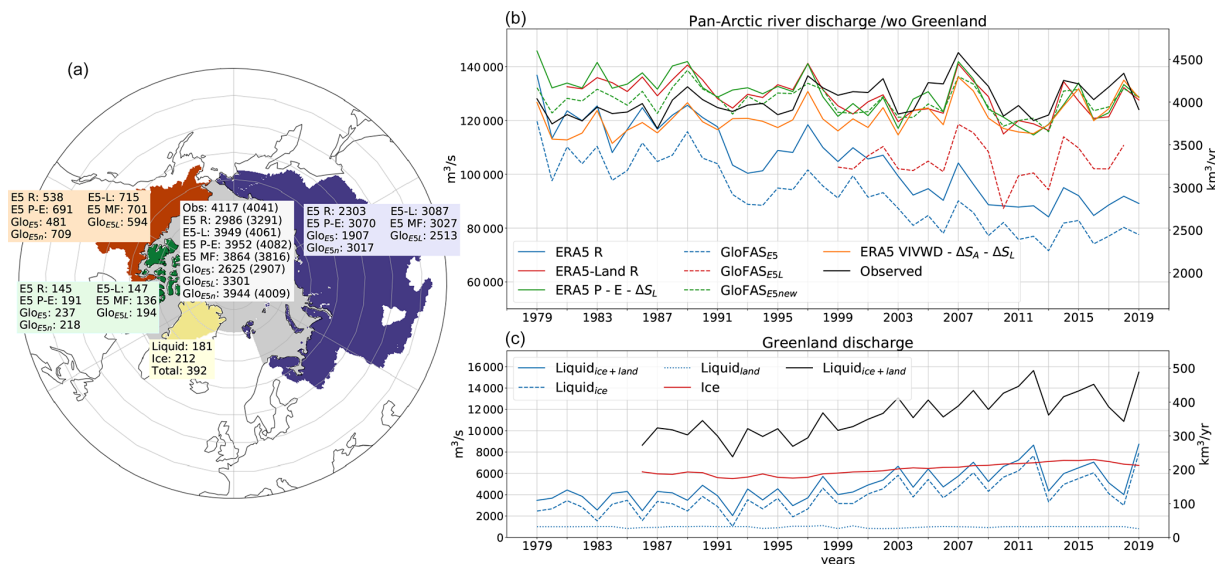 (a)
E5 R: 538 E5-L: 715
E5 P-E: 691 E5 MF: 701
Glo_E5: 481 Glo_E5L: 594
Glo_E5n: 709
Obs: 4117 (4041)
E5 R: 2986 (3291)
E5-L: 3949 (4061)
E5 P-E: 3952 (4082)
E5 MF: 3864 (3816)
Glo_E5: 2625 (2907)
Glo_E5L: 3301
Glo_E5n: 3944 (4009)
E5 R: 2303 E5-L: 3087
E5 P-E: 3070 E5 MF: 3027
Glo_E5: 1907 Glo_E5L: 2513
Glo_E5n: 3017
E5 R: 145 E5-L: 147
E5 P-E: 191 E5 MF: 136
Glo_E5: 237 Glo_E5L: 194
Glo_E5n: 218
Liquid: 181
Ice: 212
Total: 392
(b)
Pan-Arctic river discharge /wo Greenland
140 000
120 000
100 000
80 000
60 000
m³/s
4500
4000
3500
3000
2500
2000
km³/yr
ERA5 R
ERA5-Land R
ERA5 P - E - ΔS_L
GloFAS_E5
GloFAS_E5L
GloFAS_E5new
ERA5 VIVWD - ΔS_A - ΔS_L
Observed
1979 1983 1987 1991 1995 1999 2003 2007 2011 2015 2019
(c)
Greenland discharge
16 000
14 000
12 000
10 000
8000
6000
4000
2000
0
m³/s
500
400
300
200
100
0
km³/yr
Liquid_ice+land
Liquid_ice
Liquid_land
Ice
Liquid_ice+land
1979 1983 1987 1991 1995 1999 2003 2007 2011 2015 2019
years